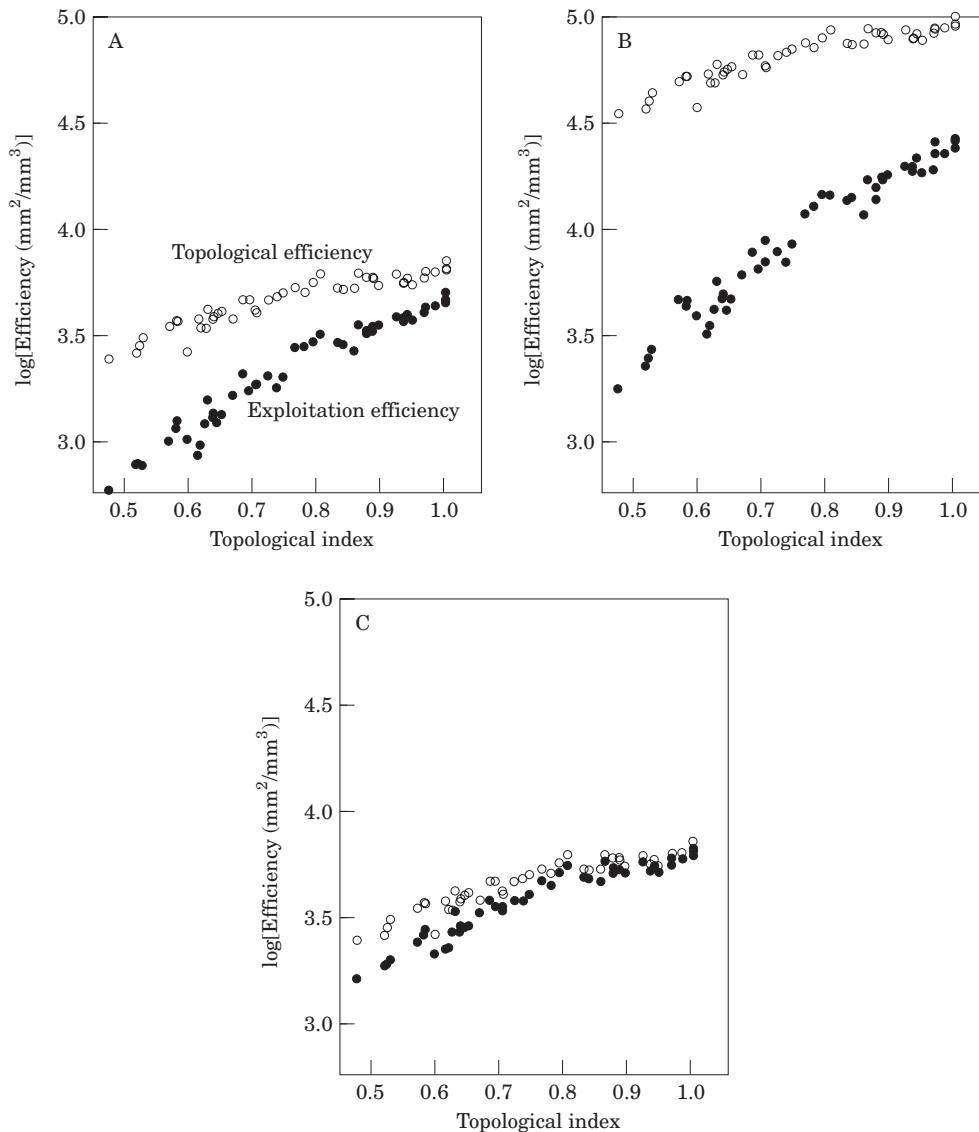 A
5.0
4.5
4.0
3.5
3.0
log[Efficiency (mm²/mm³)]
Topological efficiency
Exploitation efficiency
0.5 0.6 0.7 0.8 0.9 1.0
Topological index
B
5.0
4.5
4.0
3.5
3.0
log[Efficiency (mm²/mm³)]
0.5 0.6 0.7 0.8 0.9 1.0
Topological index
C
5.0
4.5
4.0
3.5
3.0
log[Efficiency (mm²/mm³)]
0.5 0.6 0.7 0.8 0.9 1.0
Topological index